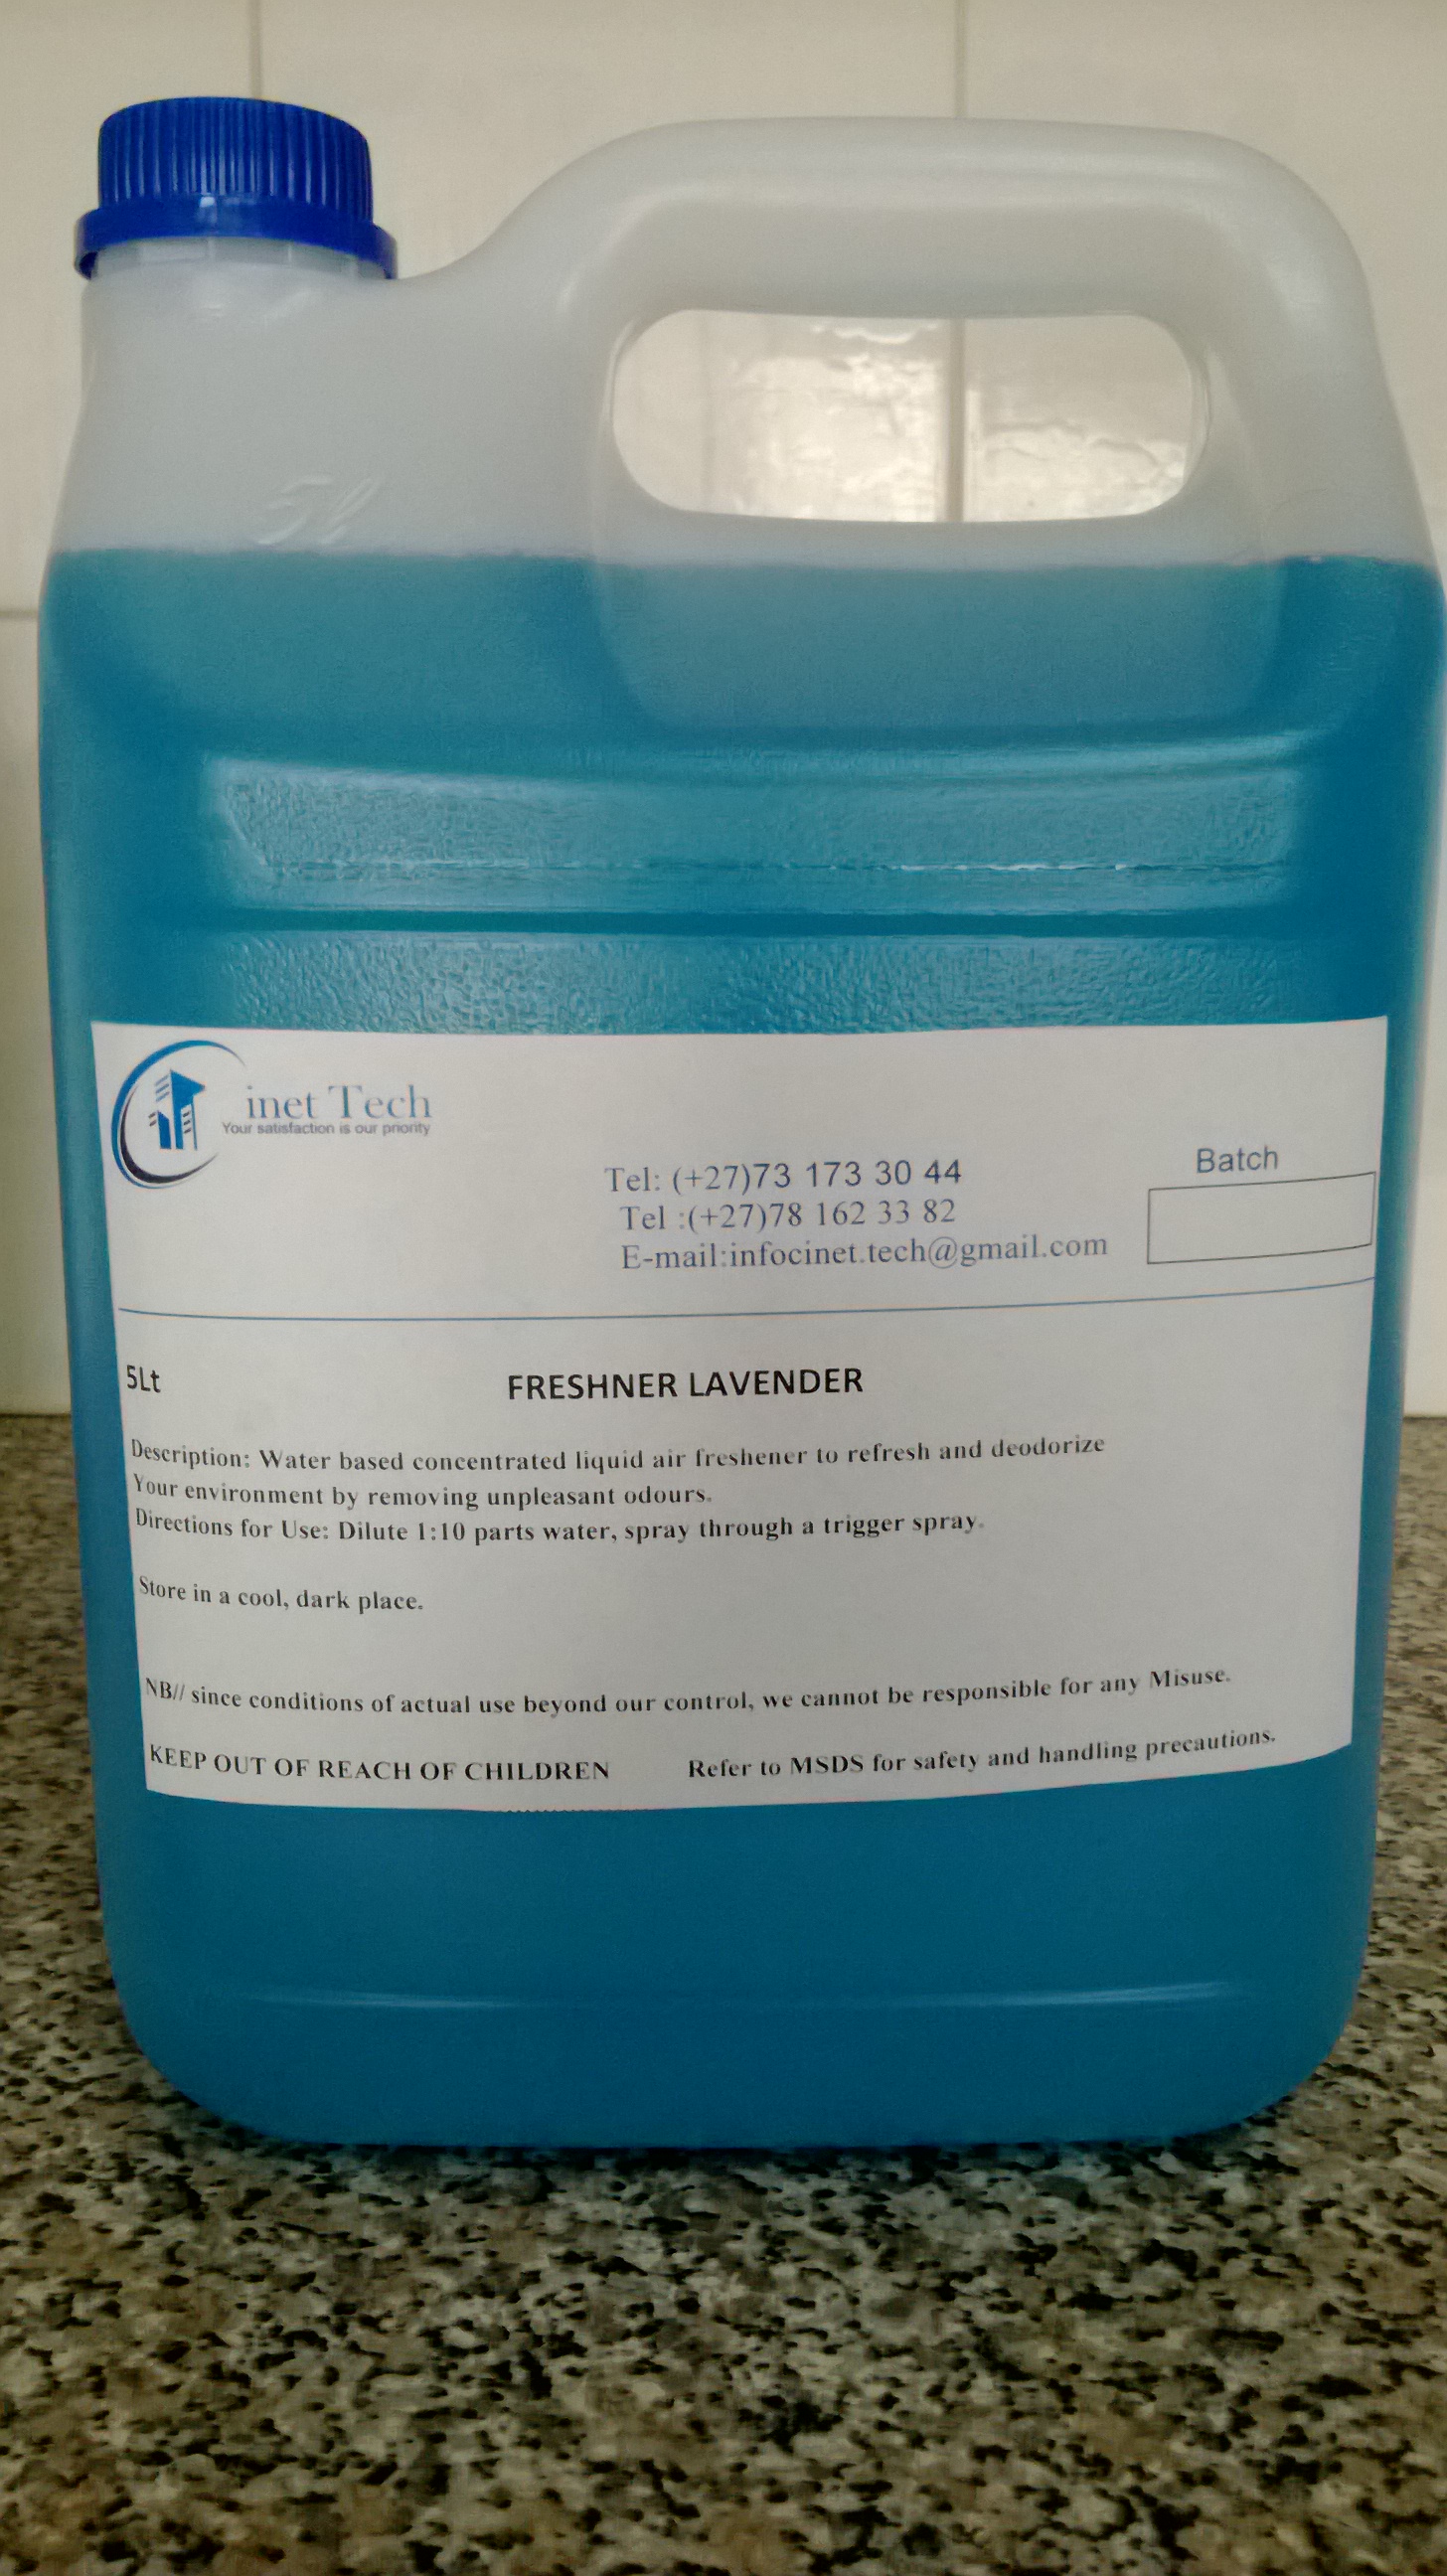 5l
inet Tech
Your satisfaction is our priority
Batch
Tel: (+27)73 173 30 44
Tel :(+27)78 162 33 82
E-mail:infocinet.tech@gmail.com
5Lt
FRESHNER LAVENDER
Description: Water based concentrated liquid air freshener to refresh and deodorize
Your environment by removing unpleasant odours.
Directions for Use: Dilute 1:10 parts water, spray through a trigger spray.
Store in a cool, dark place.
NB// since conditions of actual use beyond our control, we cannot be responsible for any Misuse.
KEEP OUT OF REACH OF CHILDREN Refer to MSDS for safety and handling precautions.